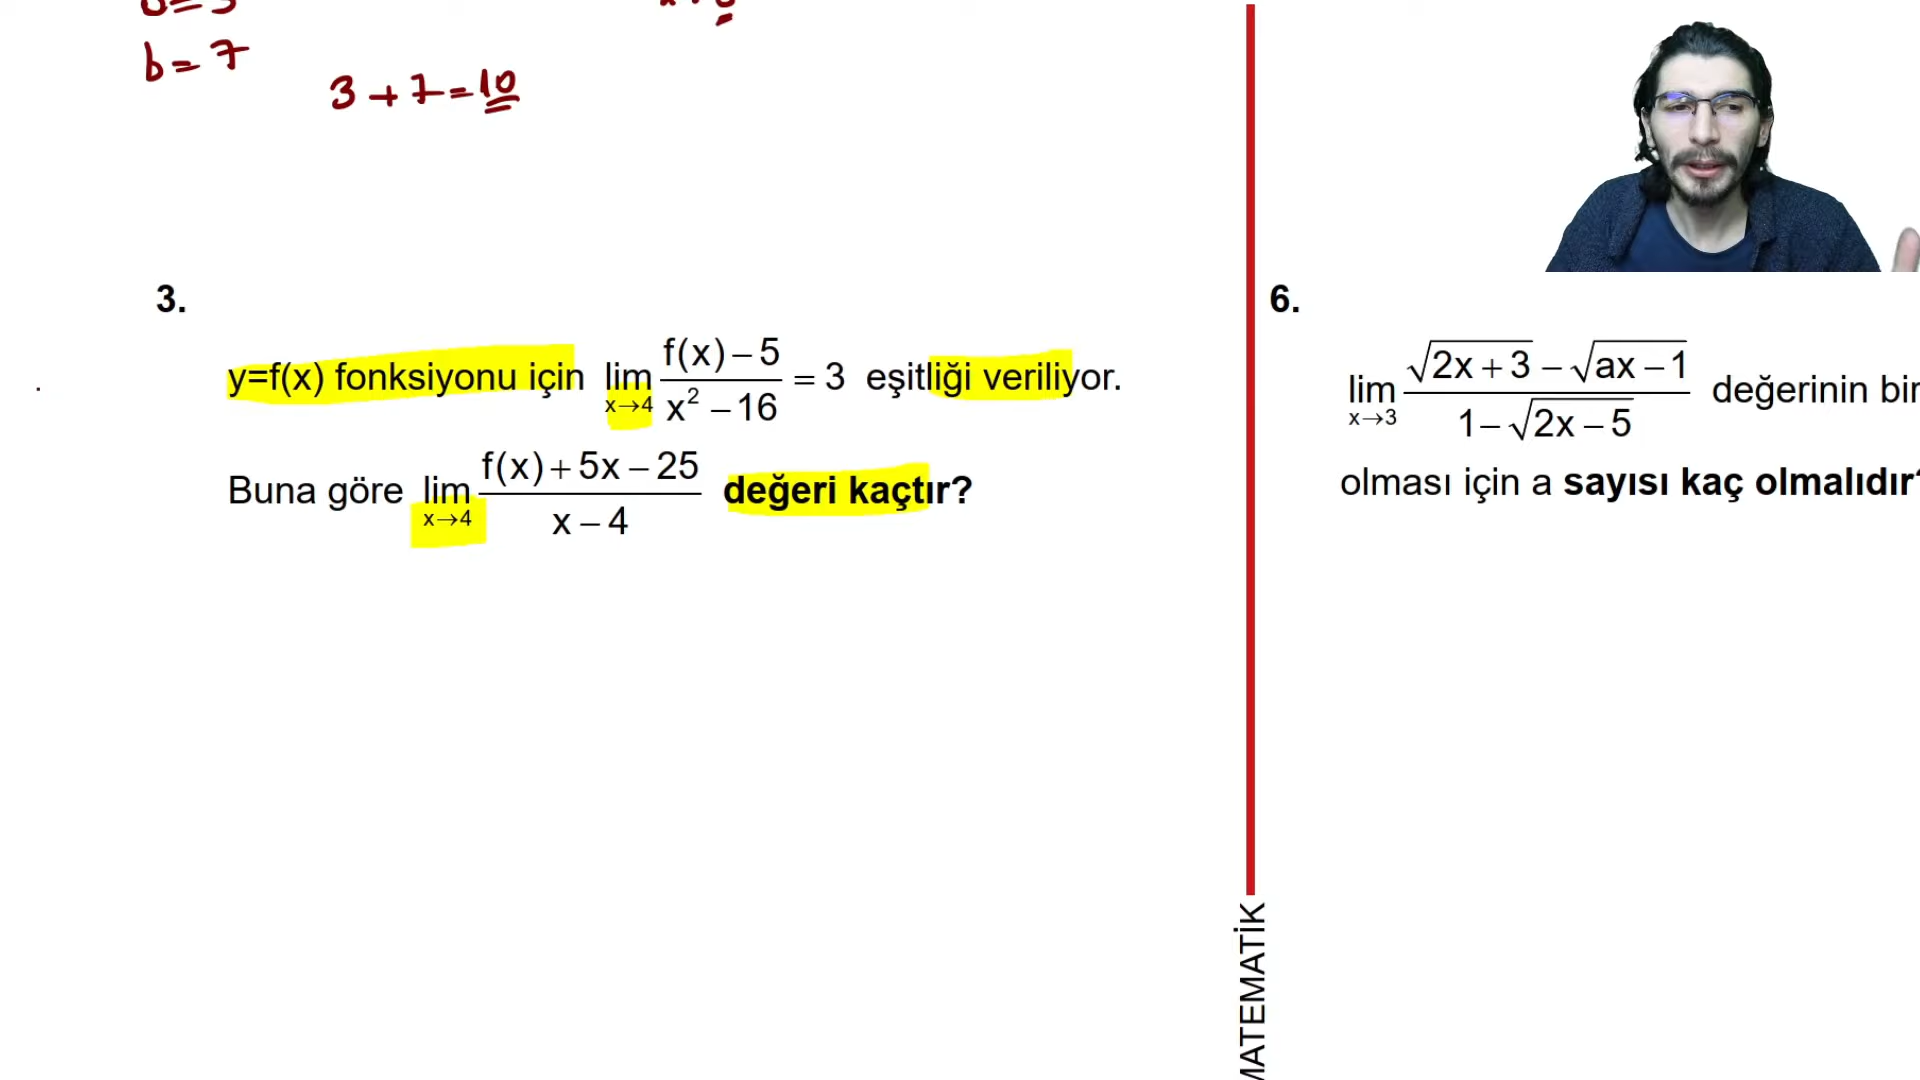 b = 7
3 + 7 = 10
3.
y=f(x) fonksiyonu için lim x→4 (f(x) – 5)/(x² – 16) = 3 eşitliği veriliyor.
Buna göre lim x→4 (f(x) + 5x – 25)/(x – 4) değeri kaçtır?
6.
lim x→3 (√(2x + 3) – √(ax – 1))/(1 – √(2x – 5)) değerinin bir
olması için a sayısı kaç olmalıdır?
MATEMATİK